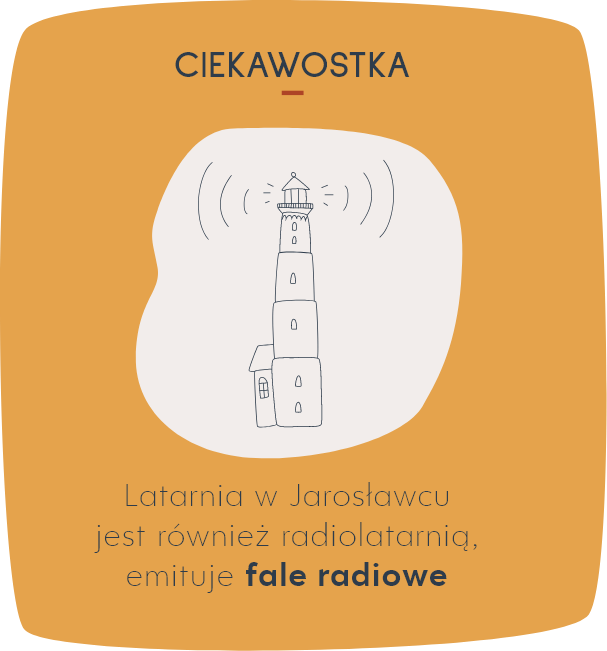 CIEKAWOSTKA
Latarnia w Jarosławcu
jest również radiolatarnią,
emituje fale radiowe